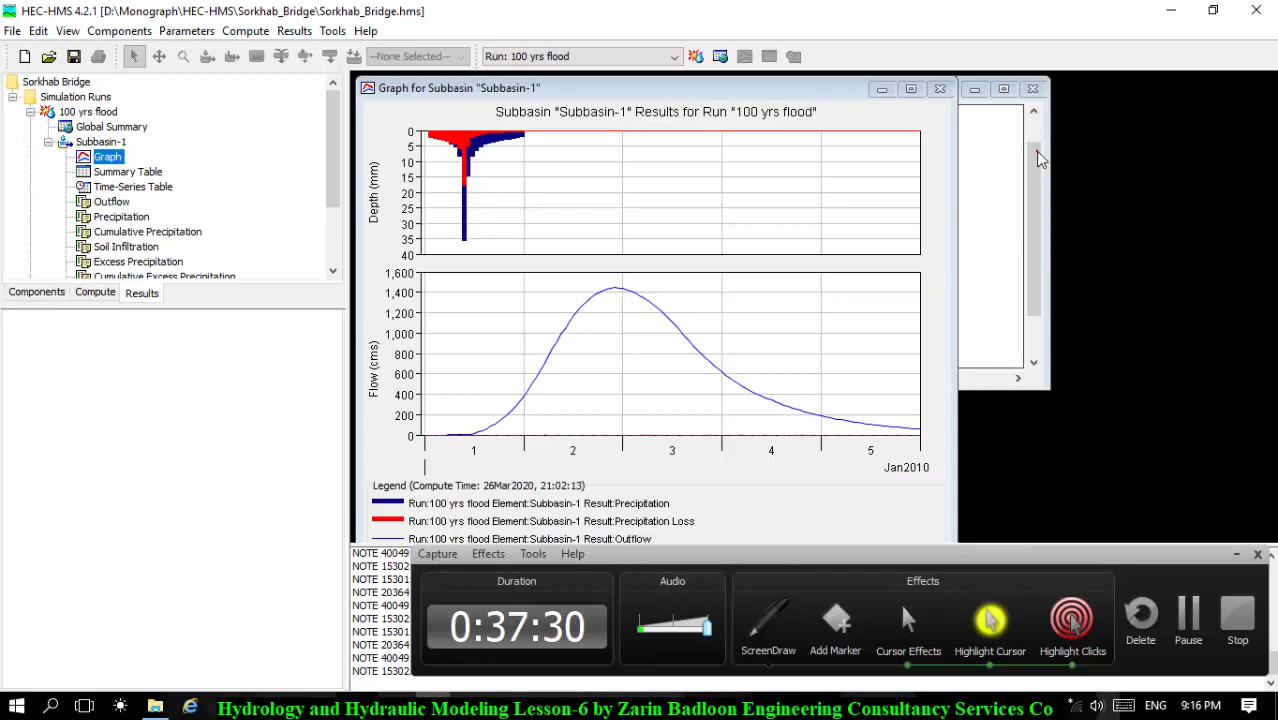 HEC-HMS 4.2.1 [D:\Monograph\HEC-HMS\Sorkhab_Bridge\Sorkhab_Bridge.hms]
File Edit View Components Parameters Compute Results Tools Help
--None Selected-- Run: 100 yrs flood
Sorkhab Bridge
Simulation Runs
100 yrs flood
Global Summary
Subbasin-1
Graph
Summary Table
Time-Series Table
Outflow
Precipitation
Cumulative Precipitation
Soil Infiltration
Excess Precipitation
Cumulative Excess Precipitation
Components Compute Results
Graph for Subbasin "Subbasin-1"
Subbasin "Subbasin-1" Results for Run "100 yrs flood"
Depth (mm)
0
5
10
15
20
25
30
35
40
Flow (cms)
1,600
1,400
1,200
1,000
800
600
400
200
0
1 2 3 4 5
Jan2010
Legend (Compute Time: 26Mar2020, 21:02:13)
Run:100 yrs flood Element:Subbasin-1 Result:Precipitation
Run:100 yrs flood Element:Subbasin-1 Result:Precipitation Loss
Run:100 yrs flood Element:Subbasin-1 Result:Outflow
NOTE 40049
NOTE 15302
NOTE 15301
NOTE 20364
NOTE 40049
NOTE 15302
NOTE 15301
NOTE 20364
NOTE 40049
NOTE 15302
Capture Effects Tools Help
Duration Audio Effects
0:37:30
ScreenDraw Add Marker Cursor Effects Highlight Cursor Highlight Clicks Delete Pause Stop
Hydrology and Hydraulic Modeling Lesson-6 by Zarin Badloon Engineering Consultancy Services Co
ENG 9:16 PM